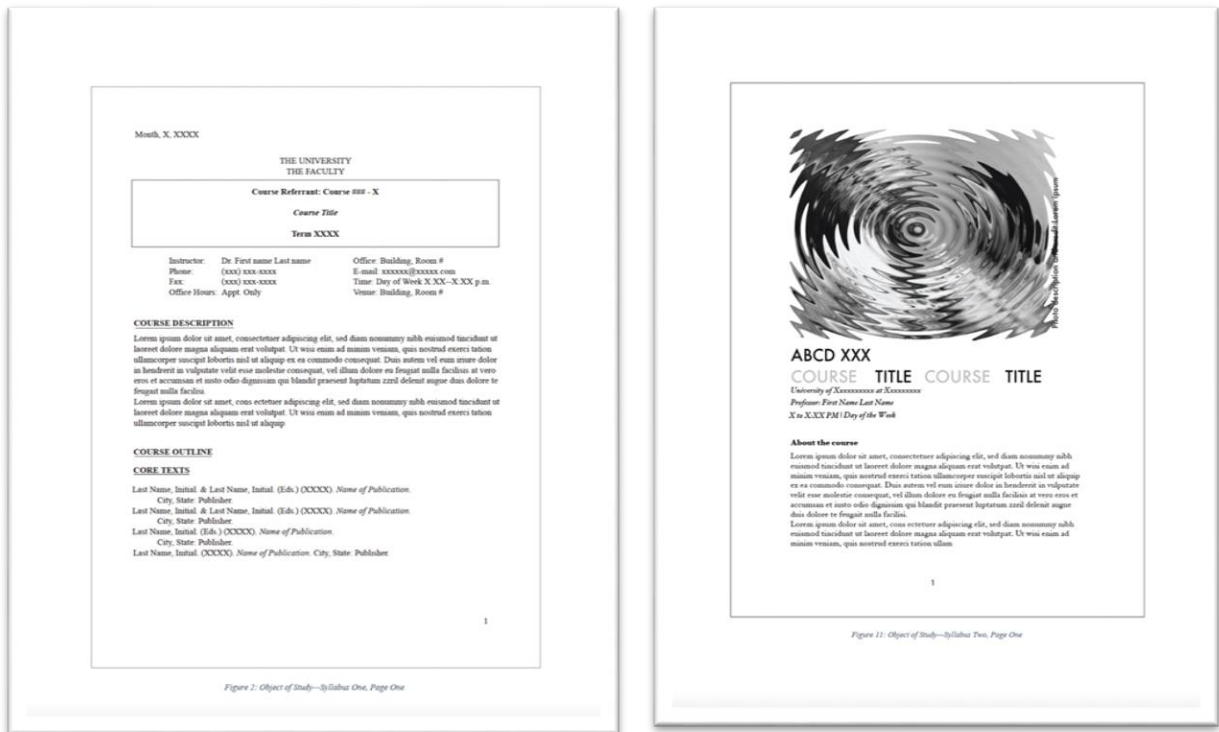 Month, X, XXXX
THE UNIVERSITY
THE FACULTY
Course Referrant: Course ### - X
Course Title
Term XXXX
Instructor: Dr. First name Last name Office: Building, Room #
Phone: (xxx) xxx-xxxx E-mail: xxxxxx@xxxxx.com
Fax: (xxx) xxx-xxxx Time: Day of Week X:XX--X:XX p.m.
Office Hours: Appt. Only Venue: Building, Room #
COURSE DESCRIPTION
Lorem ipsum dolor sit amet, consectetuer adipiscing elit, sed diam nonummy nibh euismod tincidunt ut
laoreet dolore magna aliquam erat volutpat. Ut wisi enim ad minim veniam, quis nostrud exerci tation
ullamcorper suscipit lobortis nisl ut aliquip ex ea commodo consequat. Duis autem vel eum iriure dolor
in hendrerit in vulputate velit esse molestie consequat, vel illum dolore eu feugiat nulla facilisis at vero
eros et accumsan et iusto odio dignissim qui blandit praesent luptatum zzril delenit augue duis dolore te
feugait nulla facilisi.
Lorem ipsum dolor sit amet, cons ectetuer adipiscing elit, sed diam nonummy nibh euismod tincidunt ut
laoreet dolore magna aliquam erat volutpat. Ut wisi enim ad minim veniam, quis nostrud exerci tation
ullamcorper suscipit lobortis nisl ut aliquip
COURSE OUTLINE
CORE TEXTS
Last Name, Initial. & Last Name, Initial. (Eds.) (XXXX). Name of Publication.
City, State: Publisher.
Last Name, Initial. & Last Name, Initial. (Eds.) (XXXX). Name of Publication.
City, State: Publisher.
Last Name, Initial. (Eds.) (XXXX). Name of Publication.
City, State: Publisher.
Last Name, Initial. (XXXX). Name of Publication. City, State: Publisher.
1
Figure 2: Object of Study—Syllabus One, Page One
Photo description Lorem Ipsum
ABCD XXX
COURSE TITLE COURSE TITLE
University of Xxxxxxxxxx at Xxxxxxxxx
Professor: First Name Last Name
X to X:XX PM | Day of the Week
About the course
Lorem ipsum dolor sit amet, consectetuer adipiscing elit, sed diam nonummy nibh
euismod tincidunt ut laoreet dolore magna aliquam erat volutpat. Ut wisi enim ad
minim veniam, quis nostrud exerci tation ullamcorper suscipit lobortis nisl ut aliquip
ex ea commodo consequat. Duis autem vel eum iriure dolor in hendrerit in vulputate
velit esse molestie consequat, vel illum dolore eu feugiat nulla facilisis at vero eros et
accumsan et iusto odio dignissim qui blandit praesent luptatum zzril delenit augue
duis dolore te feugait nulla facilisi.
Lorem ipsum dolor sit amet, cons ectetuer adipiscing elit, sed diam nonummy nibh
euismod tincidunt ut laoreet dolore magna aliquam erat volutpat. Ut wisi enim ad
minim veniam, quis nostrud exerci tation ullam
1
Figure 11: Object of Study—Syllabus Two, Page One